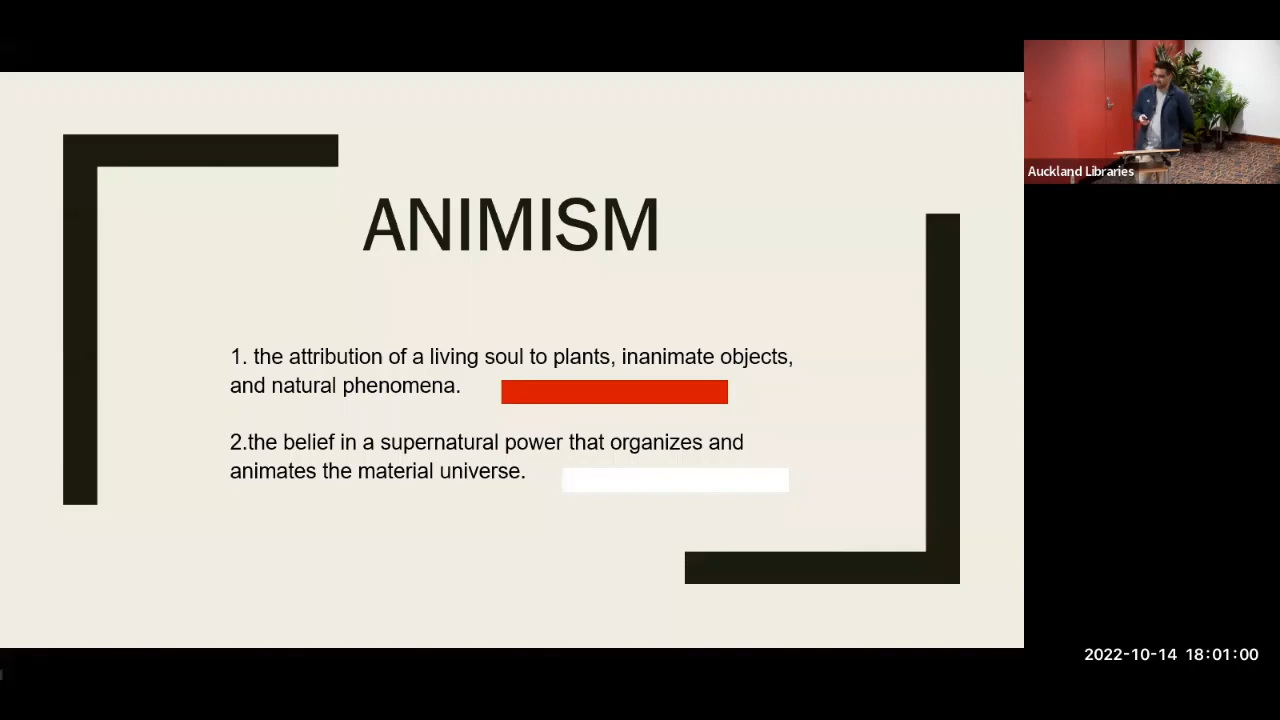 ANIMISM
1. the attribution of a living soul to plants, inanimate objects,
and natural phenomena.
2.the belief in a supernatural power that organizes and
animates the material universe.
Auckland Libraries
2022-10-14 18:01:00